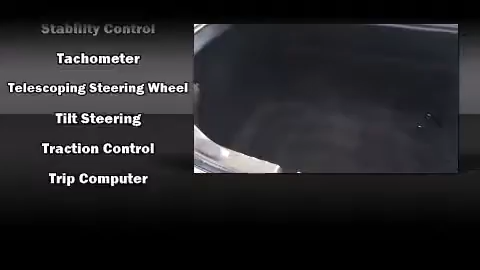 Stability Control
Tachometer
Telescoping Steering Wheel
Tilt Steering
Traction Control
Trip Computer